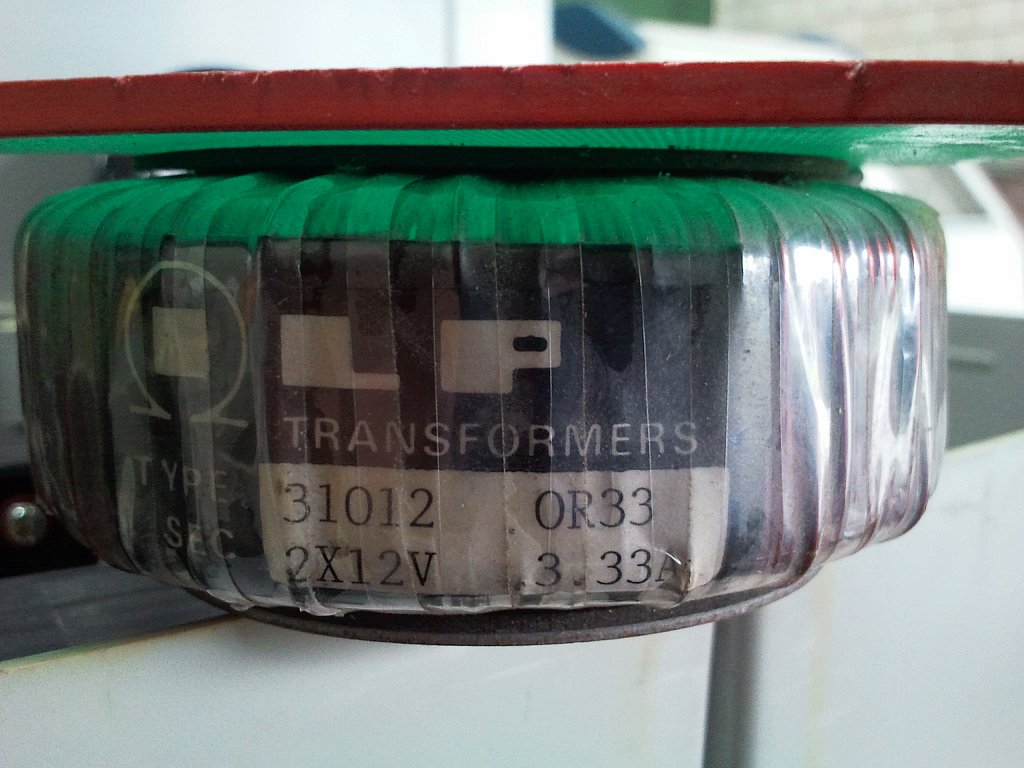 ILP
TRANSFORMERS
TYPE 31012 OR33
SEC 2X12V 3.33A